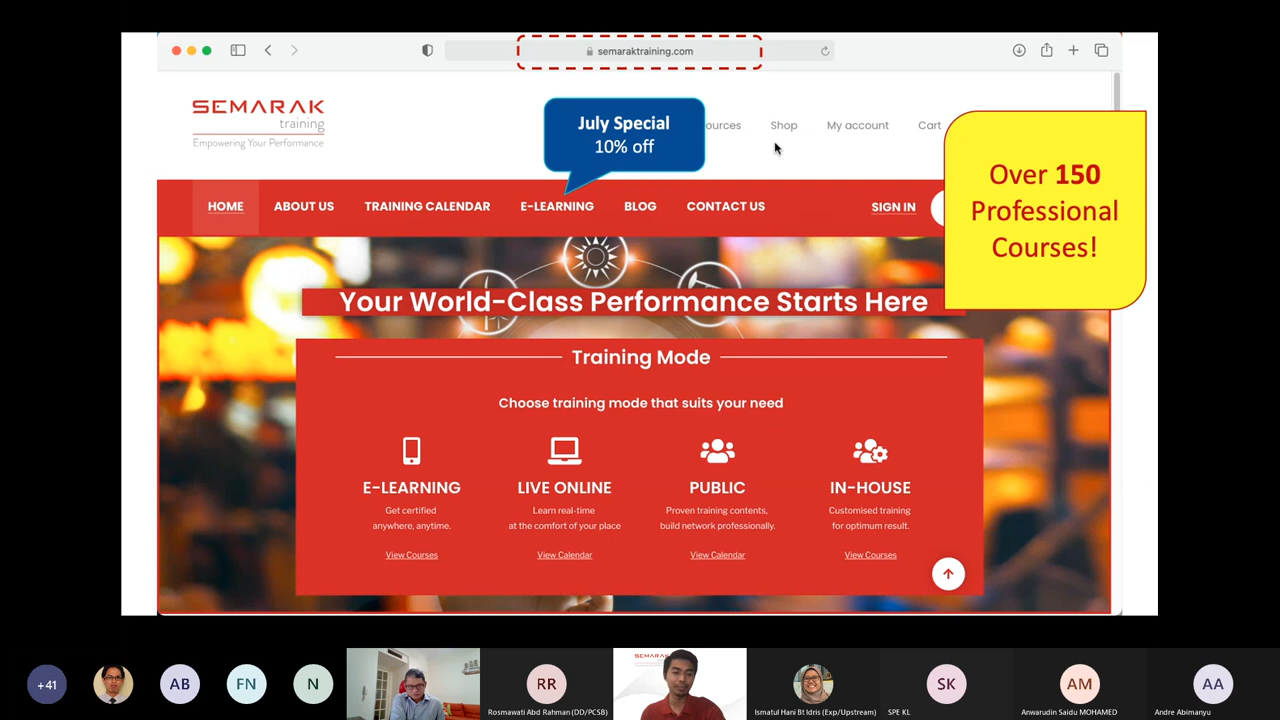 semaraktraining.com
SEMARAK
training
Empowering Your Performance
July Special
10% off
ources
Shop
My account
Cart
Over 150
Professional
Courses!
HOME
ABOUT US
TRAINING CALENDAR
E-LEARNING
BLOG
CONTACT US
SIGN IN
Your World-Class Performance Starts Here
Training Mode
Choose training mode that suits your need
E-LEARNING
Get certified
anywhere, anytime.
View Courses
LIVE ONLINE
Learn real-time
at the comfort of your place
View Calendar
PUBLIC
Proven training contents,
build network professionally.
View Calendar
IN-HOUSE
Customised training
for optimum result.
View Courses
+41
AB
FN
N
RR
Rosmawati Abd Rahman (DD/PCSB)
SEMARAK
Ismatul Hani Bt Idris (Exp/Upstream)
SK
SPE KL
AM
Anwarudin Saidu MOHAMED
AA
Andre Abimanyu